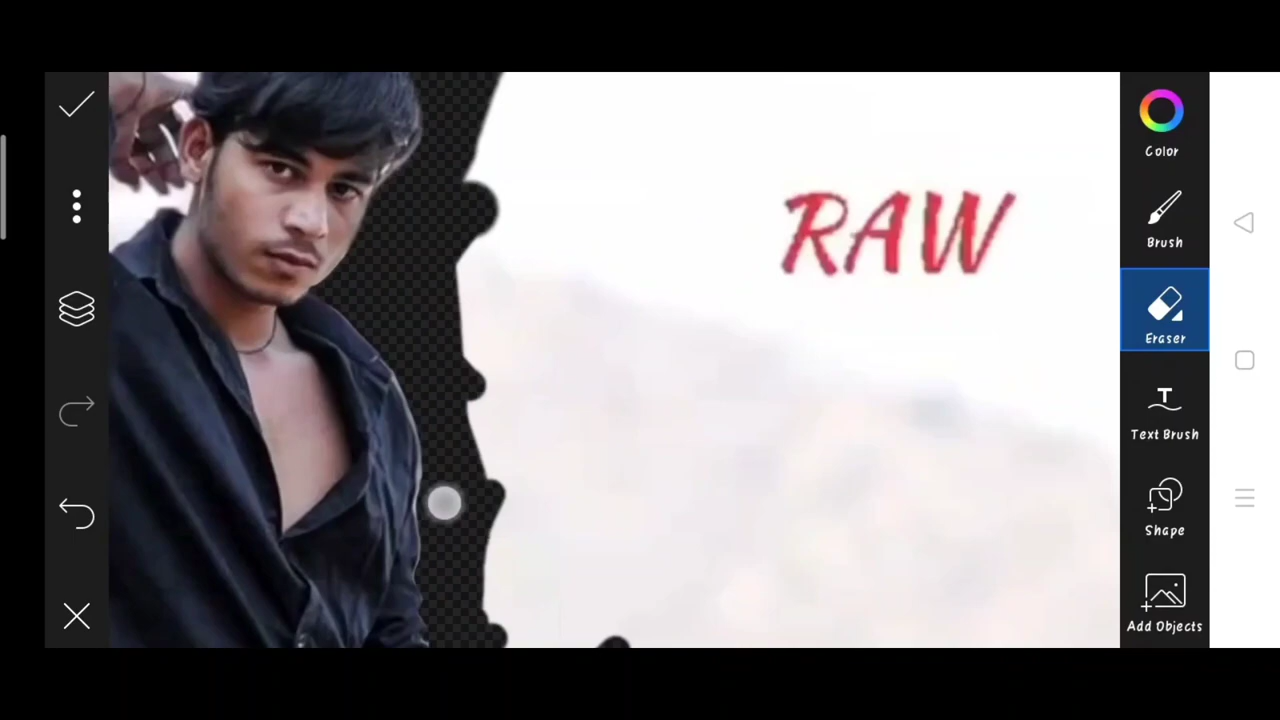 RAW
Color
Brush
Eraser
Text Brush
Shape
Add Objects